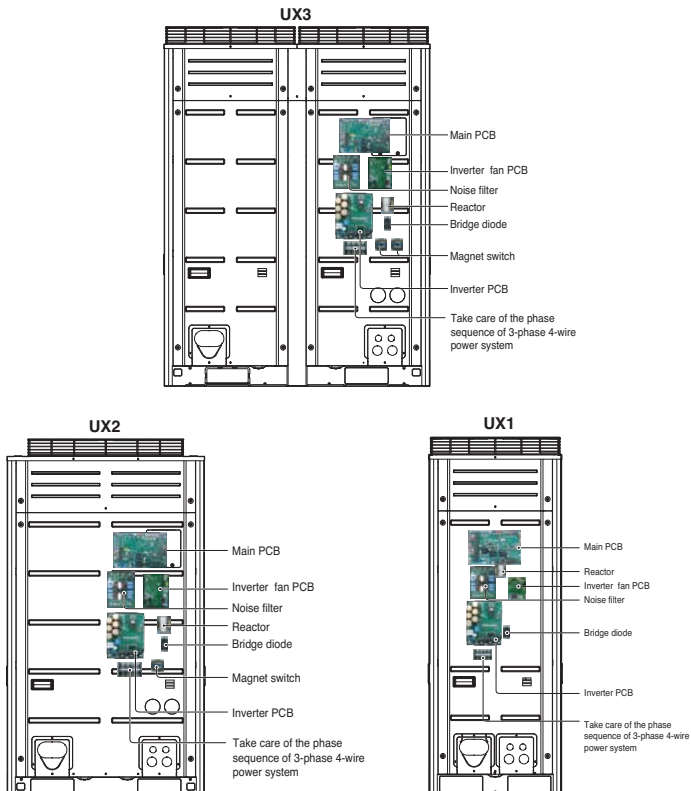 UX3
Main PCB
Inverter fan PCB
Noise filter
Reactor
Bridge diode
Magnet switch
Inverter PCB
Take care of the phase
sequence of 3-phase 4-wire
power system
UX2
Main PCB
Inverter fan PCB
Noise filter
Reactor
Bridge diode
Magnet switch
Inverter PCB
Take care of the phase
sequence of 3-phase 4-wire
power system
UX1
Main PCB
Reactor
Inverter fan PCB
Noise filter
Bridge diode
Inverter PCB
Take care of the phase
sequence of 3-phase 4-wire
power system